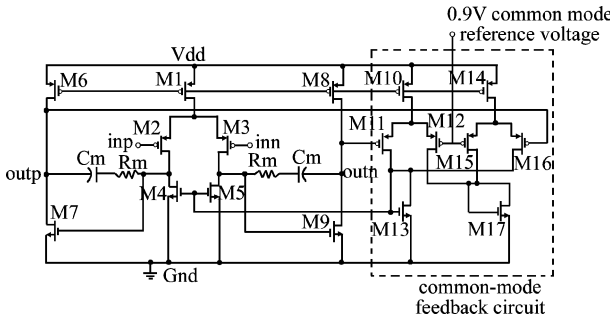 0.9V common mode
reference voltage
Vdd
M6 M1 M8 M10 M14
M2 M3 M11 M12
inp inn M15 M16
Cm Rm Rm Cm
outp outn
M4 M5
M7 M9 M13 M17
Gnd
common-mode
feedback circuit